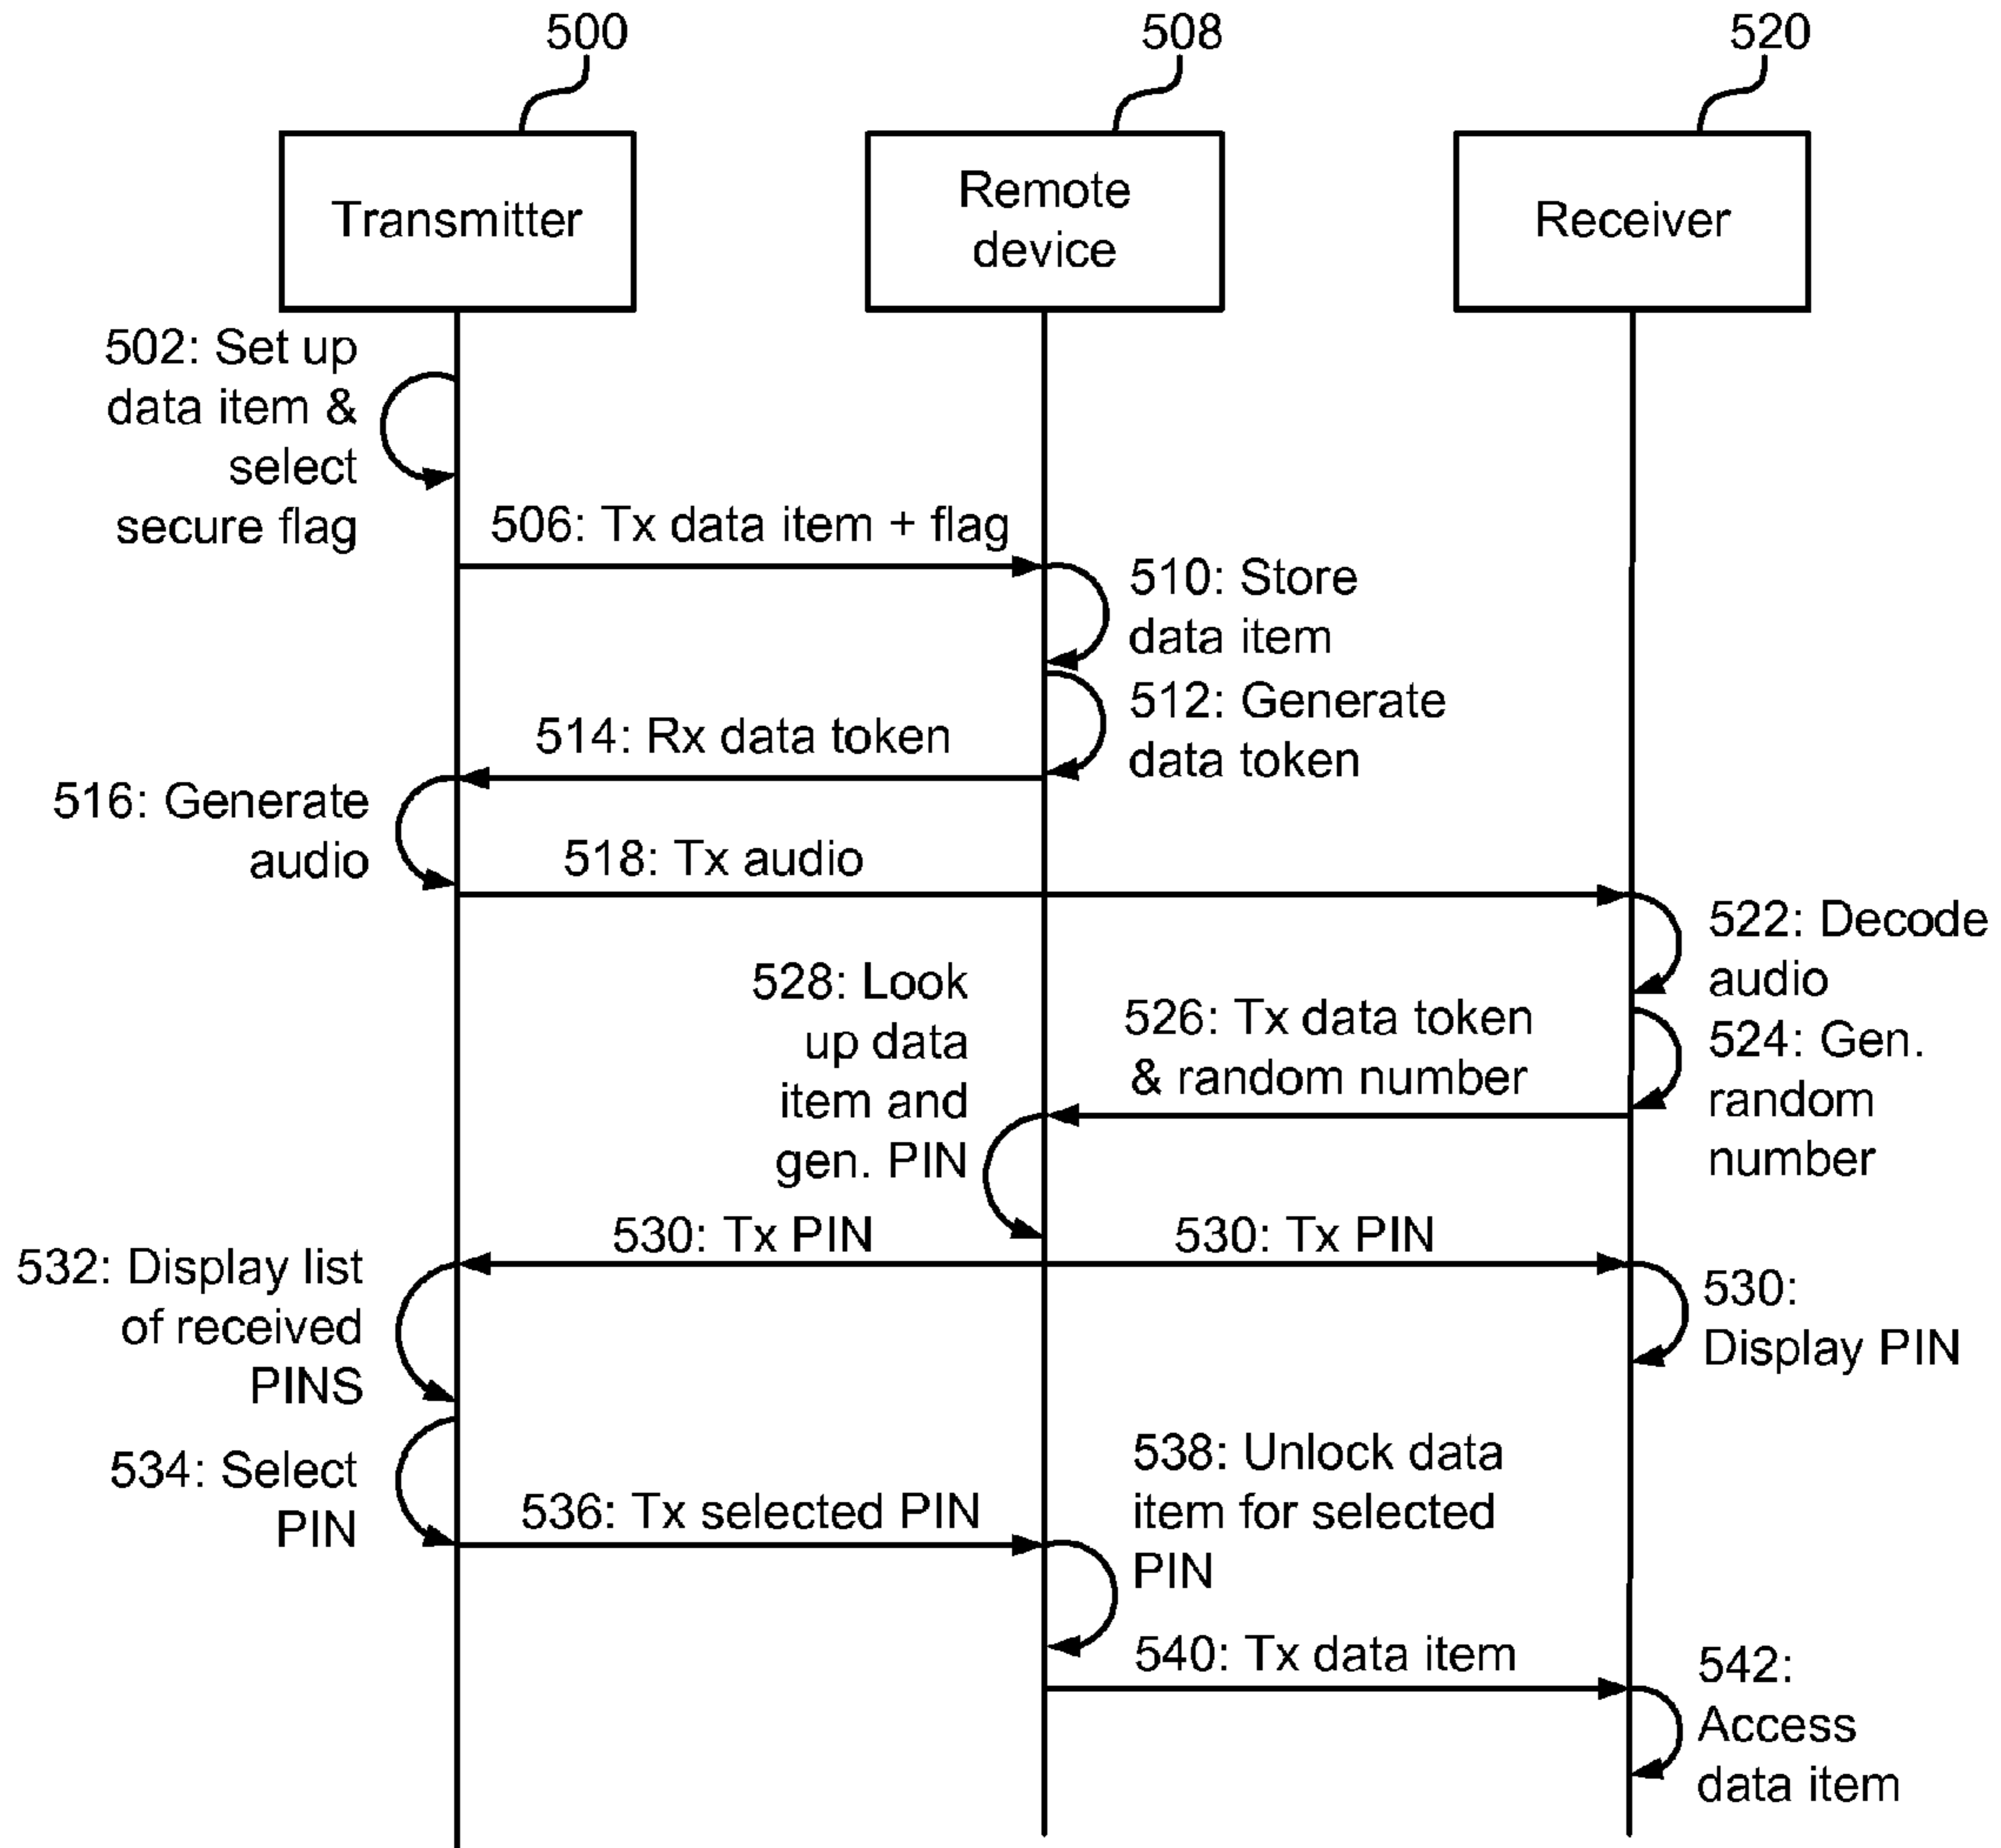 500
508
520
Transmitter
Remote
device
Receiver
502: Set up
data item &
select
secure flag
506: Tx data item + flag
510: Store
data item
512: Generate
data token
514: Rx data token
516: Generate
audio
518: Tx audio
522: Decode
audio
524: Gen.
random
number
526: Tx data token
& random number
528: Look
up data
item and
gen. PIN
530: Tx PIN
530: Tx PIN
532: Display list
of received
PINS
530:
Display PIN
534: Select
PIN
536: Tx selected PIN
538: Unlock data
item for selected
PIN
540: Tx data item
542:
Access
data item